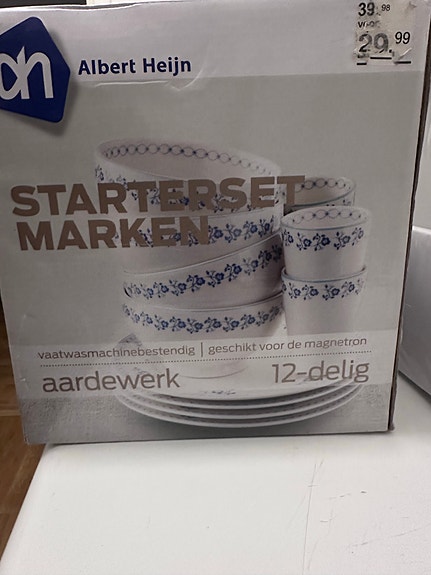 ah
Albert Heijn
39.98
voor
29.99
STARTERSET
MARKEN
vaatwasmachinebestendig | geschikt voor de magnetron
aardewerk
12-delig